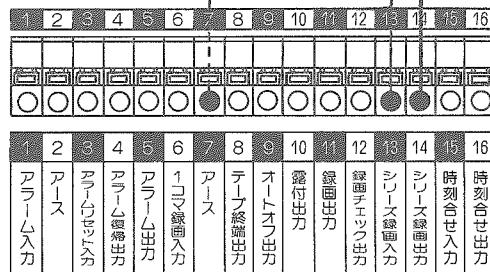 1 2 3 4 5 6 7 8 9 10 11 12 13 14 15 16
1 2 3 4 5 6 7 8 9 10 11 12 13 14 15 16
アラーム入力
アース
アラームリセット入力
アラーム復帰出力
アラーム出力
1コマ録画入力
アース
テープ終端出力
オートオフ出力
露付出力
録画出力
録画チェック出力
シリーズ録画入力
シリーズ録画出力
時刻合せ入力
時刻合せ出力